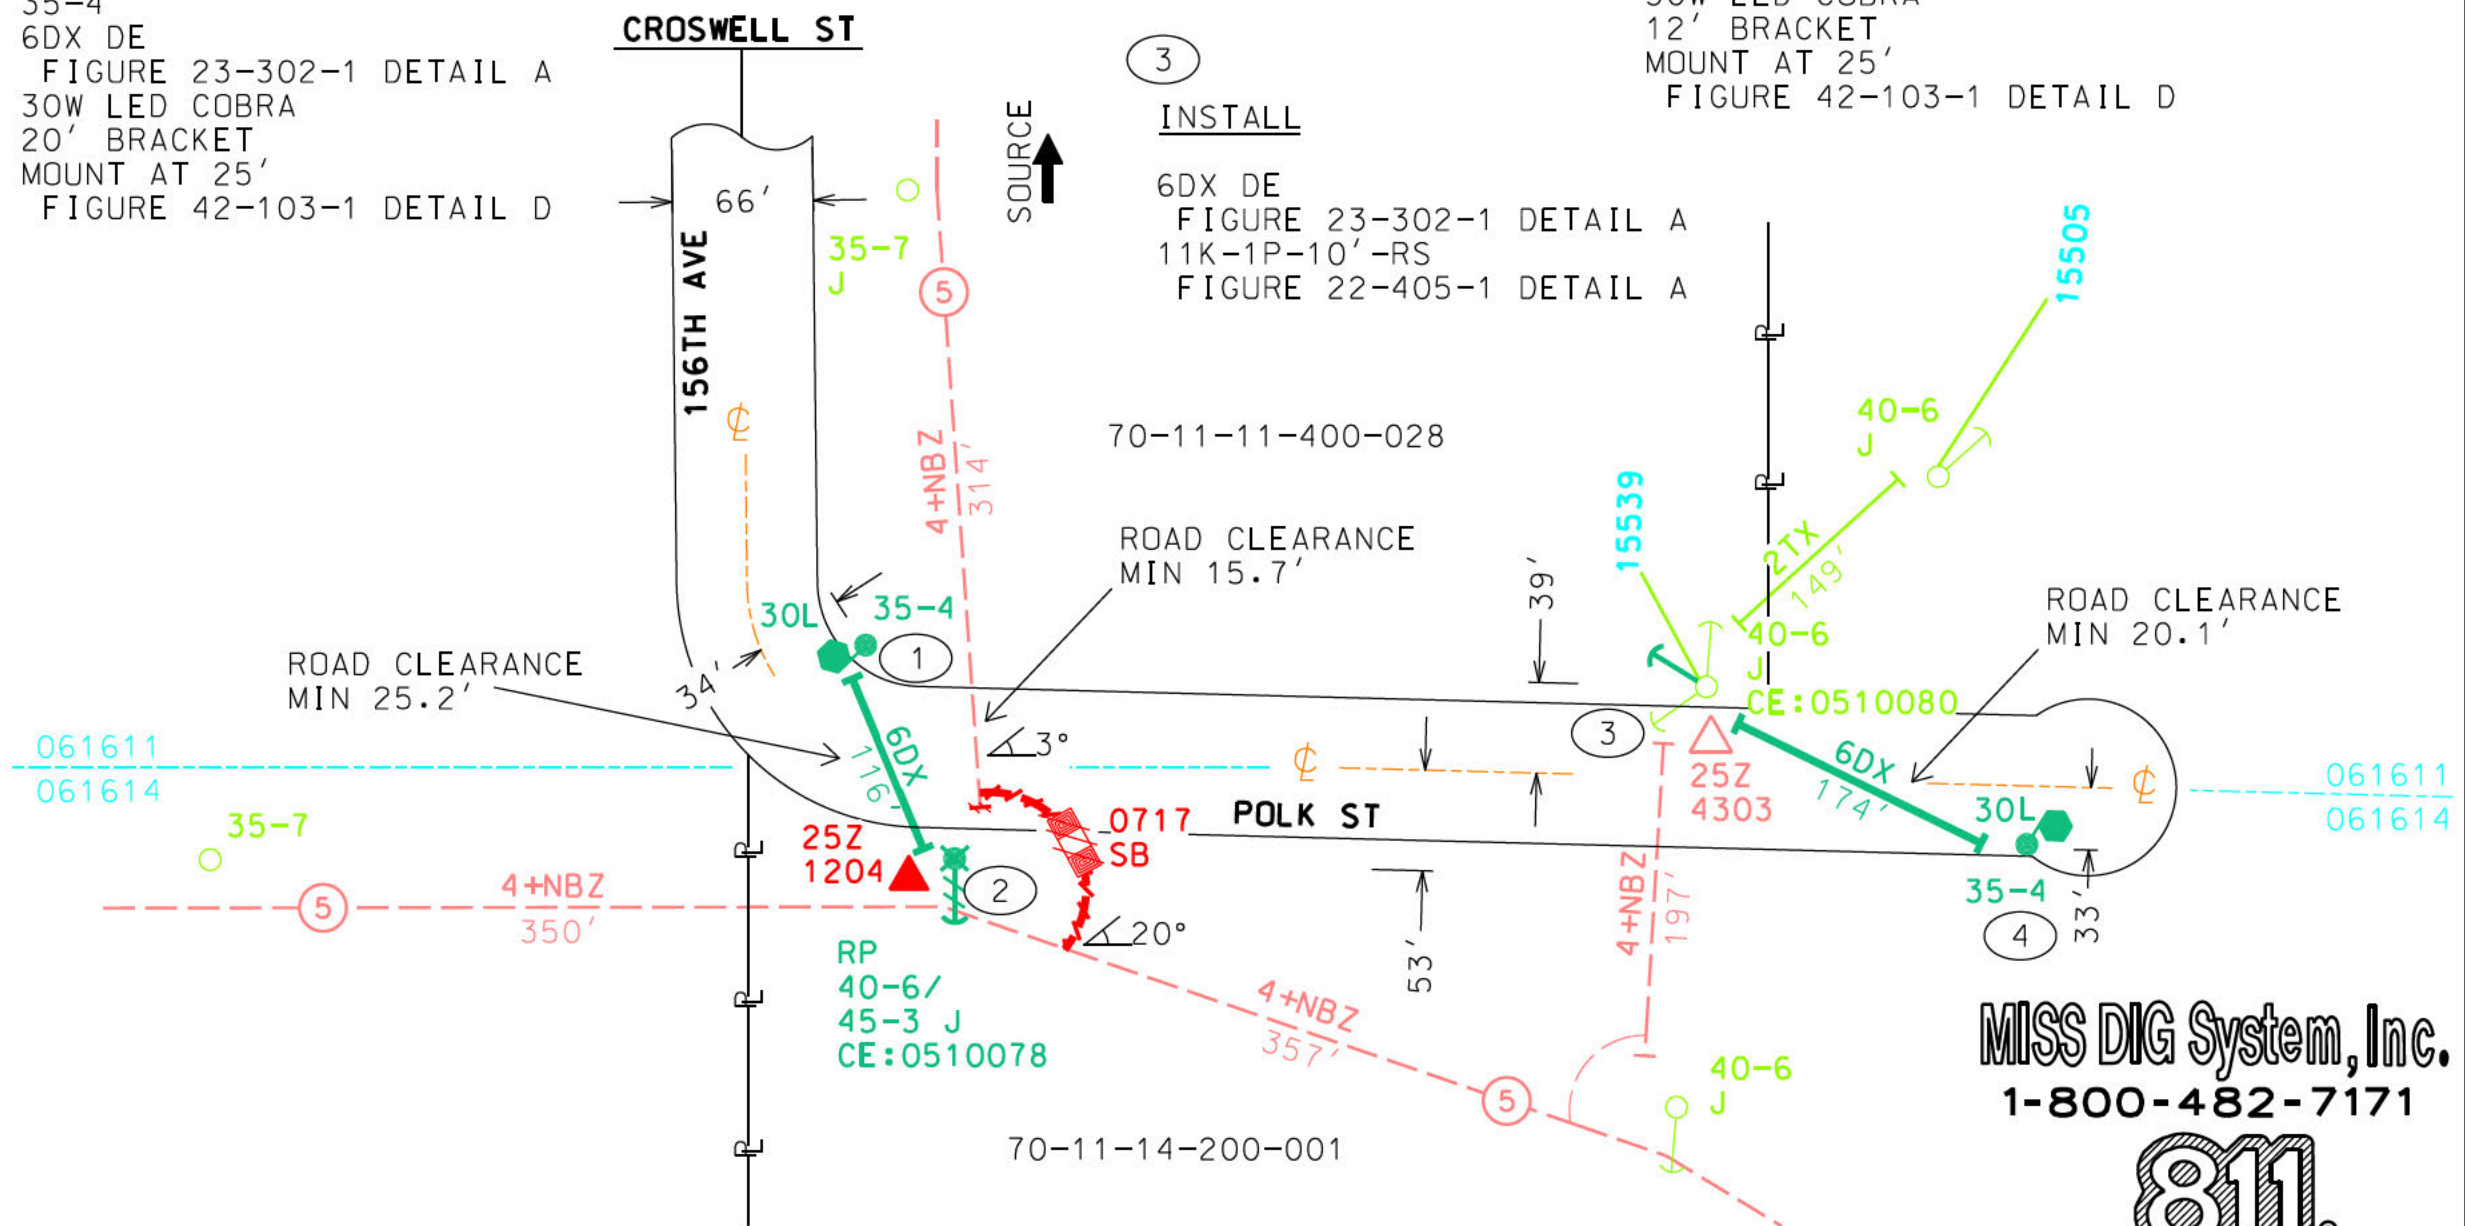 35-4
6DX DE
FIGURE 23-302-1 DETAIL A
30W LED COBRA
20' BRACKET
MOUNT AT 25'
FIGURE 42-103-1 DETAIL D
CROSWELL ST
66'
156TH AVE
35-7
J
5
SOURCE
3
INSTALL
6DX DE
FIGURE 23-302-1 DETAIL A
11K-1P-10'-RS
FIGURE 22-405-1 DETAIL A
30W LED COBRA
12' BRACKET
MOUNT AT 25'
FIGURE 42-103-1 DETAIL D
15505
PL
PL
40-6
J
2TX
149'
15539
70-11-11-400-028
4+NBZ
314'
ROAD CLEARANCE
MIN 15.7'
39'
ROAD CLEARANCE
MIN 20.1'
℄
30L
35-4
1
ROAD CLEARANCE
MIN 25.2'
34'
6DX
116'
3°
40-6
J
CE:0510080
3
25Z
4303
℄
6DX
174'
℄
30L
35-4
4
33'
061611
061614
061611
061614
35-7
5
4+NBZ
350'
PL
25Z
1204
2
0717
SB
POLK ST
20°
53'
4+NBZ
197'
RP
40-6/
45-3 J
CE:0510078
PL
PL
4+NBZ
357'
5
40-6
J
70-11-14-200-001
MISS DIG System, Inc.
1-800-482-7171
811.